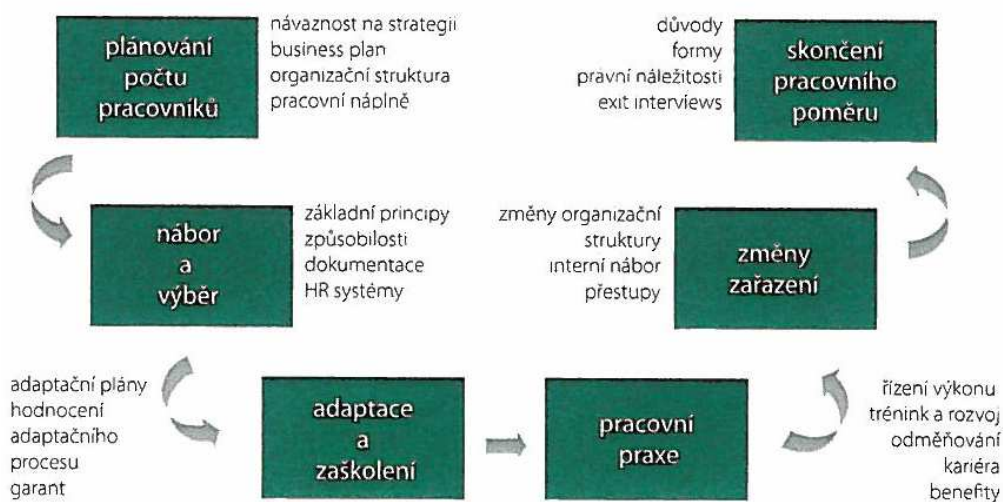 plánování
počtu
pracovníků
návaznost na strategii
business plan
organizační struktura
pracovní náplně
důvody
formy
právní náležitosti
exit interviews
skončení
pracovního
poměru
nábor
a
výběr
základní principy
způsobilosti
dokumentace
HR systémy
změny organizační
struktury
interní nábor
přestupy
změny
zařazení
adaptační plány
hodnocení
adaptačního
procesu
garant
adaptace
a
zaškolení
pracovní
praxe
řízení výkonu
trénink a rozvoj
odměňování
kariéra
benefity